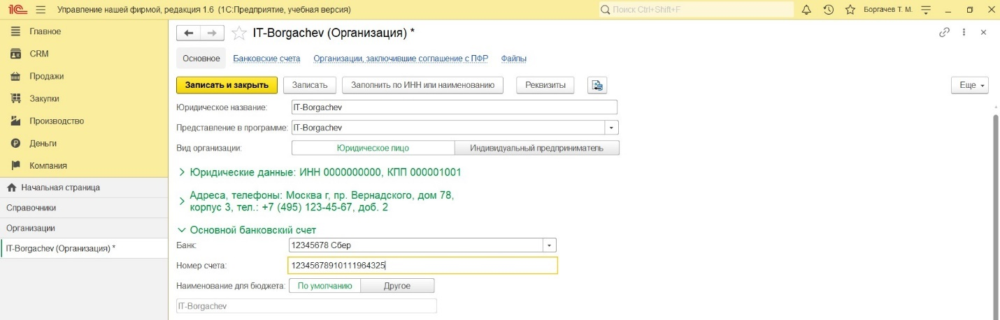 1С Управление нашей фирмой, редакция 1.6 (1С:Предприятие, учебная версия) Поиск Ctrl+Shift+F Боргачев Т. М.
Главное
CRM
Продажи
Закупки
Производство
Деньги
Компания
Начальная страница
Справочники
Организации
IT-Borgachev (Организация) *
IT-Borgachev (Организация) *
Основное Банковские счета Организации, заключившие соглашение с ПФР Файлы
Записать и закрыть Записать Заполнить по ИНН или наименованию Реквизиты Еще
Юридическое название: IT-Borgachev
Представление в программе: IT-Borgachev
Вид организации: Юридическое лицо Индивидуальный предприниматель
Юридические данные: ИНН 0000000000, КПП 000001001
Адреса, телефоны: Москва г, пр. Вернадского, дом 78,
корпус 3, тел.: +7 (495) 123-45-67, доб. 2
Основной банковский счет
Банк: 12345678 Сбер
Номер счета: 12345678910111964325
Наименование для бюджета: По умолчанию Другое
IT-Borgachev